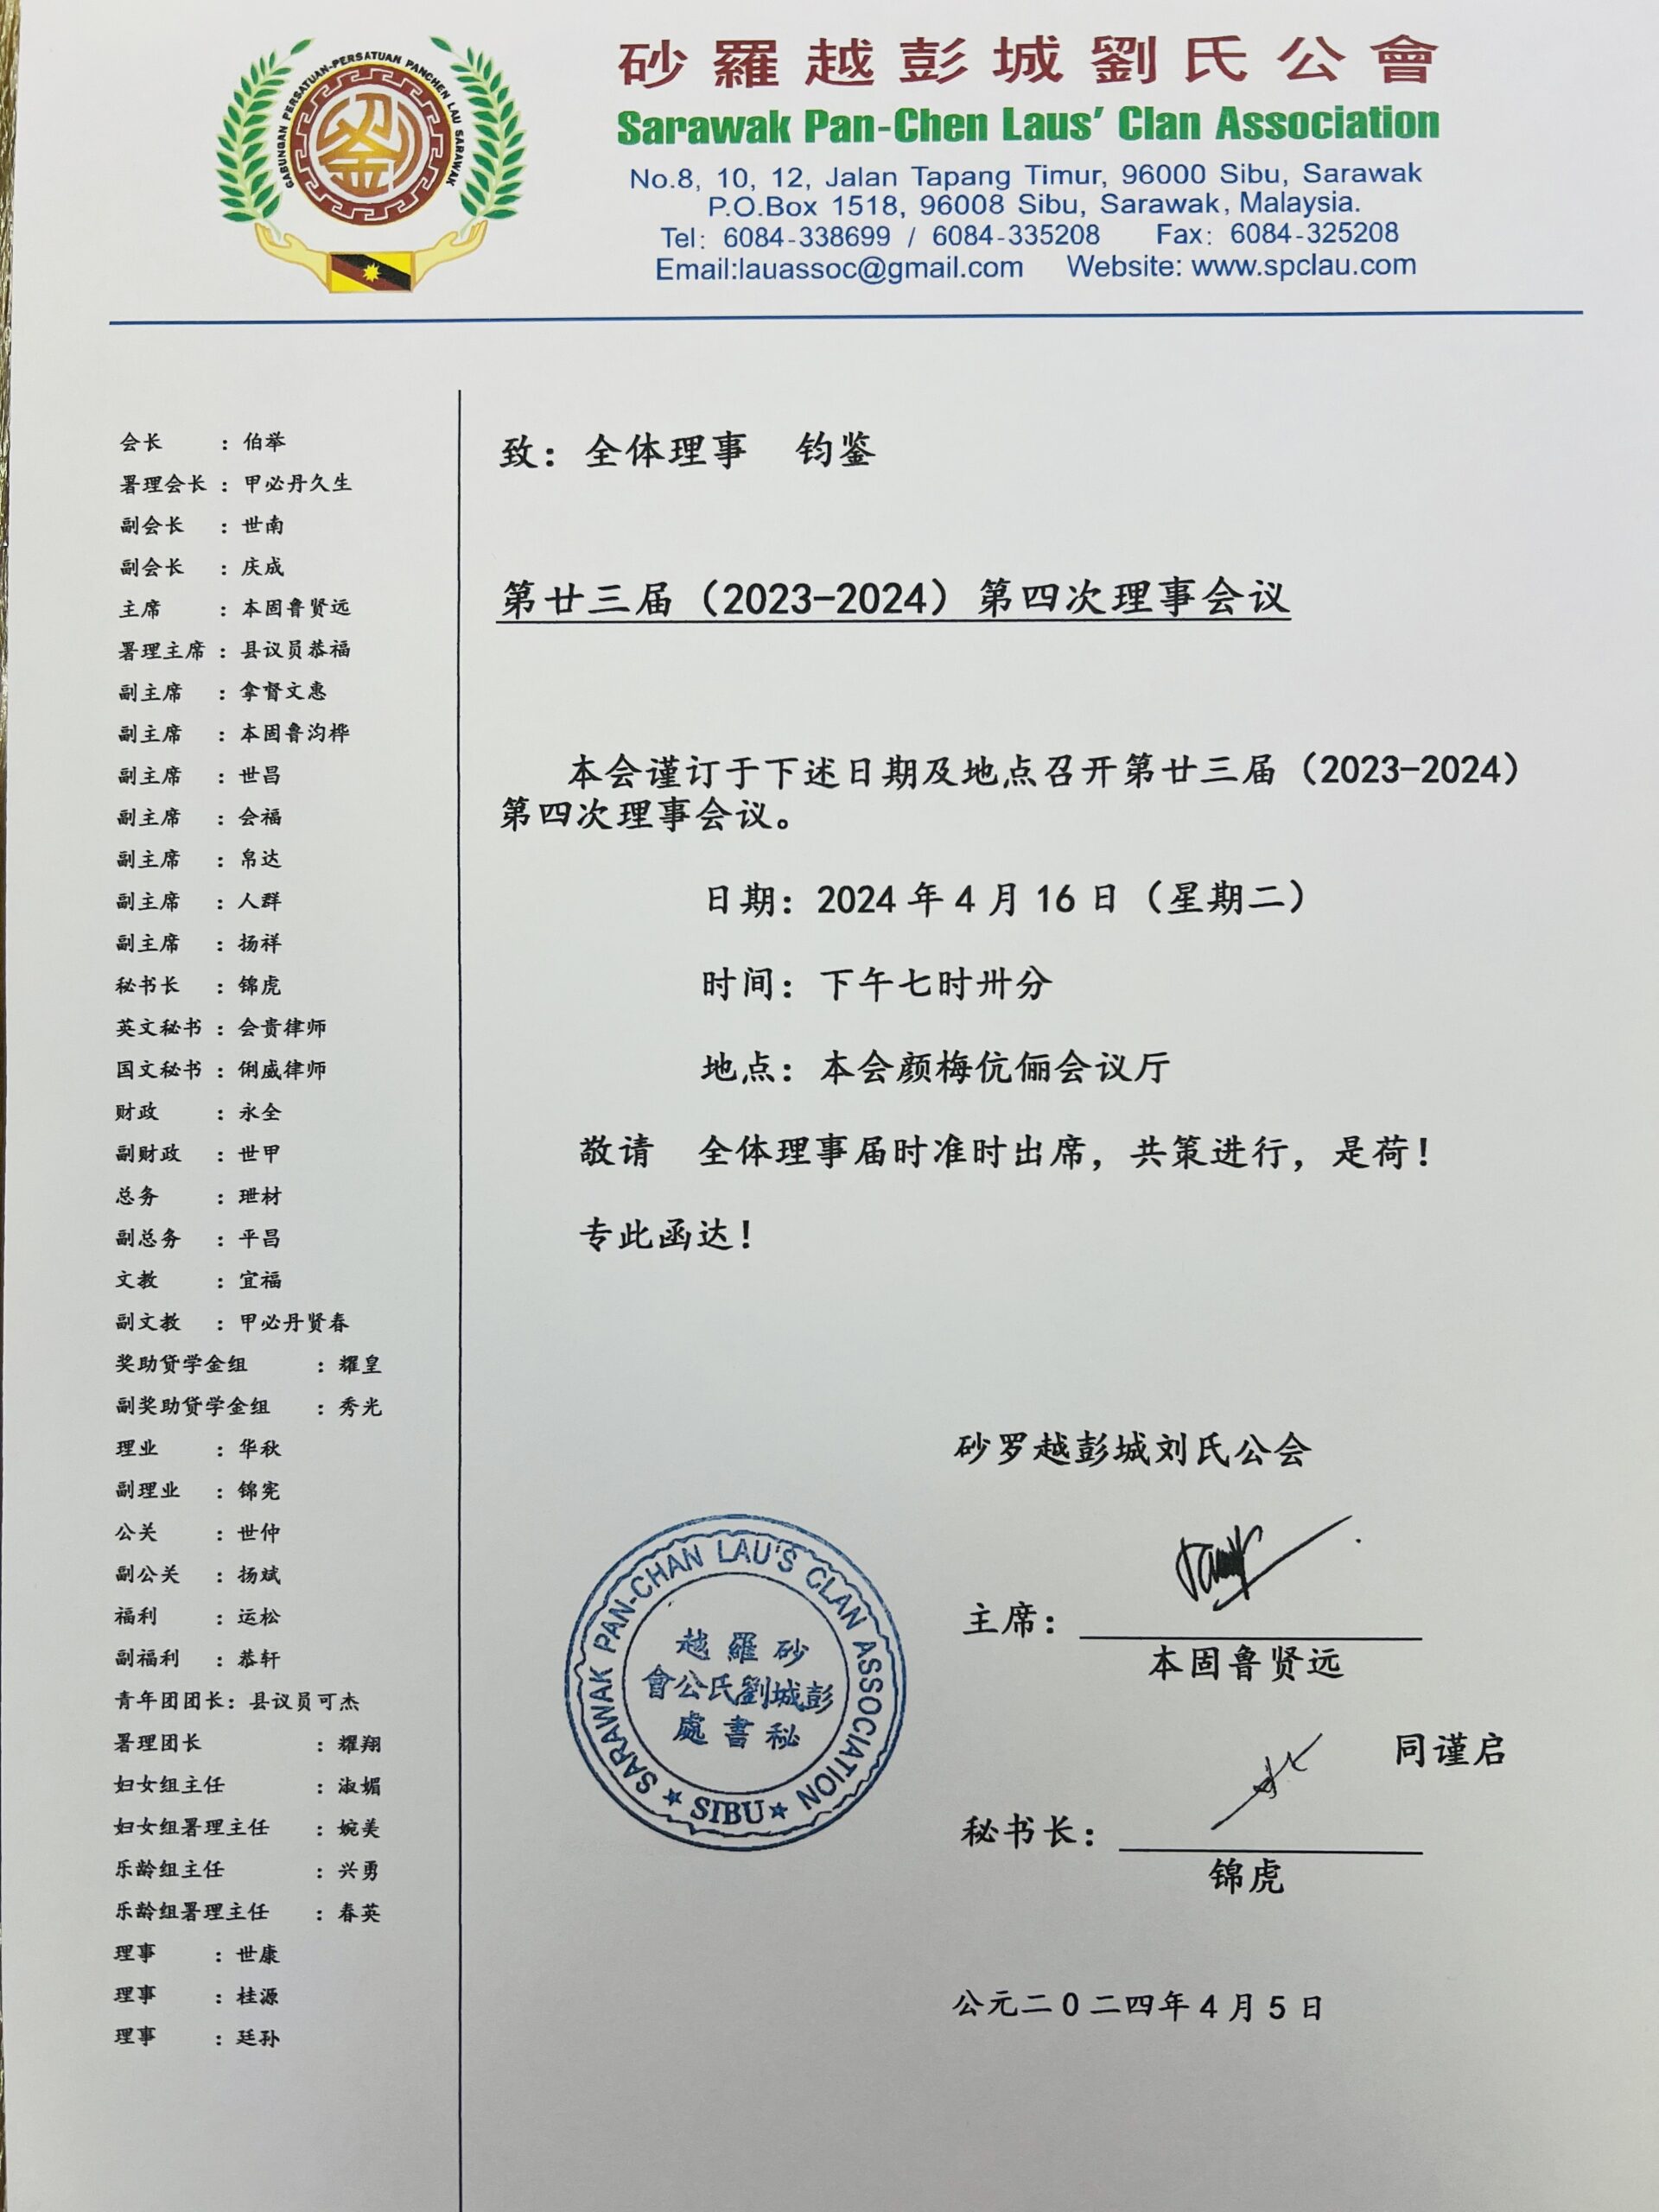 GABUNGAN PERSATUAN-PERSATUAN PANCHEN LAU SARAWAK
砂羅越彭城劉氏公會
Sarawak Pan-Chen Laus' Clan Association
No.8, 10, 12, Jalan Tapang Timur, 96000 Sibu, Sarawak
P.O.Box 1518, 96008 Sibu, Sarawak, Malaysia.
Tel: 6084-338699 / 6084-335208 Fax: 6084-325208
Email:lauassoc@gmail.com Website: www.spclau.com
会长 : 伯举
署理会长 : 甲必丹久生
副会长 : 世南
副会长 : 庆成
主席 : 本固鲁贤远
署理主席 : 县议员恭福
副主席 : 拿督文惠
副主席 : 本固鲁沟桦
副主席 : 世昌
副主席 : 会福
副主席 : 帛达
副主席 : 人群
副主席 : 扬祥
秘书长 : 锦虎
英文秘书 : 会贵律师
国文秘书 : 俐威律师
财政 : 永全
副财政 : 世甲
总务 : 玴材
副总务 : 平昌
文教 : 宜福
副文教 : 甲必丹贤春
奖助贷学金组 : 耀皇
副奖助贷学金组 : 秀光
理业 : 华秋
副理业 : 锦宪
公关 : 世仲
副公关 : 扬斌
福利 : 运松
副福利 : 恭轩
青年团团长: 县议员可杰
署理团长 : 耀翔
妇女组主任 : 淑媚
妇女组署理主任 : 婉美
乐龄组主任 : 兴勇
乐龄组署理主任 : 春英
理事 : 世康
理事 : 桂源
理事 : 廷孙
致：全体理事 钧鉴
第廿三届（2023-2024）第四次理事会议
本会谨订于下述日期及地点召开第廿三届（2023-2024）
第四次理事会议。
日期：2024 年 4 月 16 日（星期二）
时间：下午七时卅分
地点：本会颜梅伉俪会议厅
敬请 全体理事届时准时出席，共策进行，是荷！
专此函达！
砂罗越彭城刘氏公会
主席：
本固鲁贤远
同谨启
秘书长：
锦虎
公元二0二四年 4 月 5 日
SARAWAK PAN-CHAN LAU'S CLAN ASSOCIATION
越羅砂
會公氏劉城彭
處書秘
★ SIBU ★